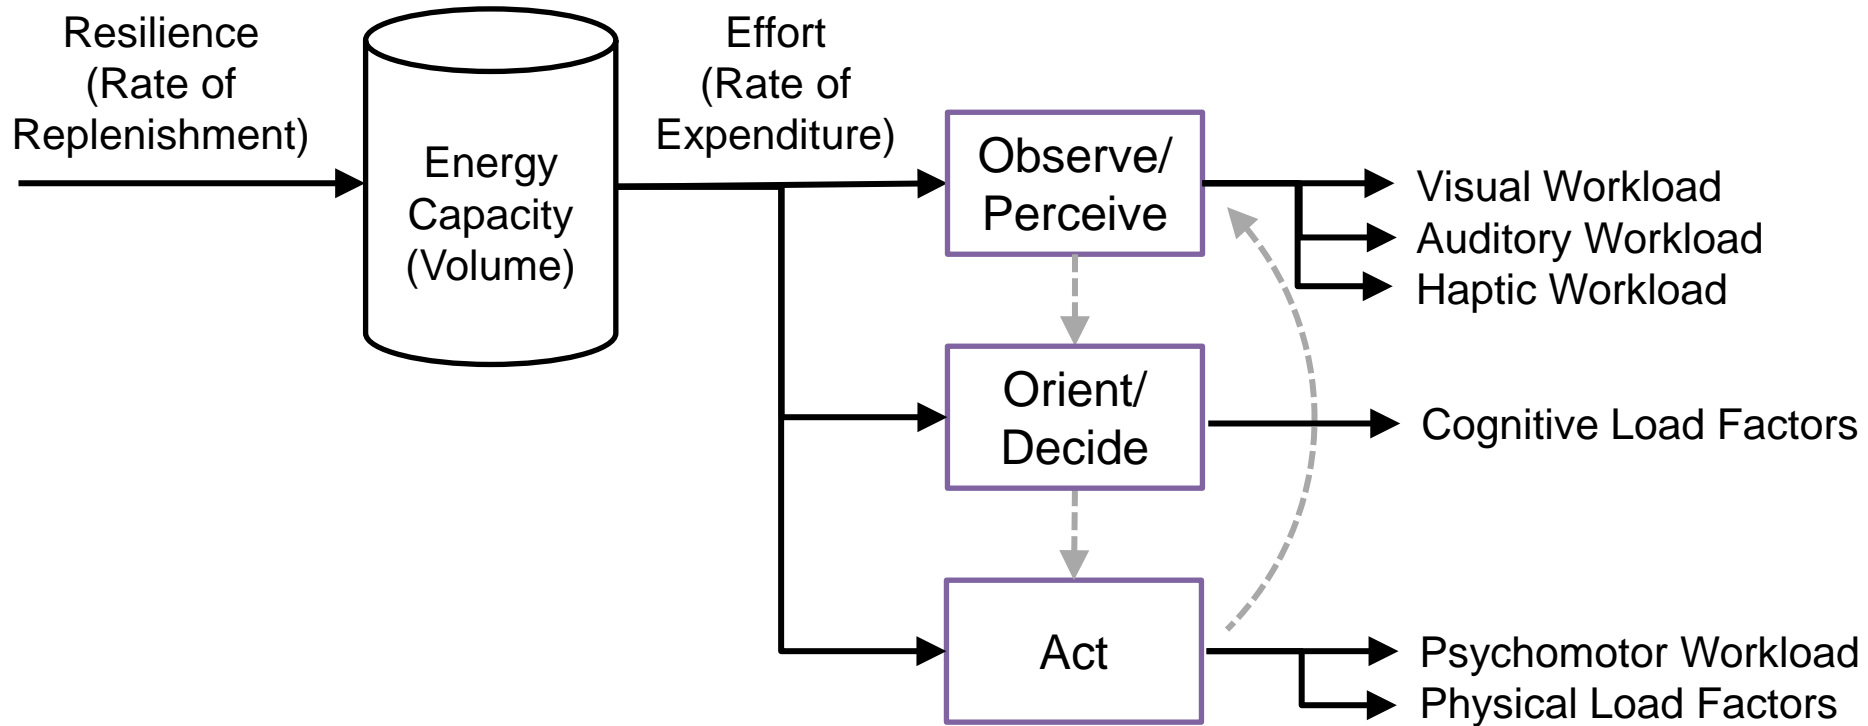 Resilience
(Rate of
Replenishment)
Energy
Capacity
(Volume)
Effort
(Rate of
Expenditure)
Observe/
Perceive
Visual Workload
Auditory Workload
Haptic Workload
Orient/
Decide
Cognitive Load Factors
Act
Psychomotor Workload
Physical Load Factors